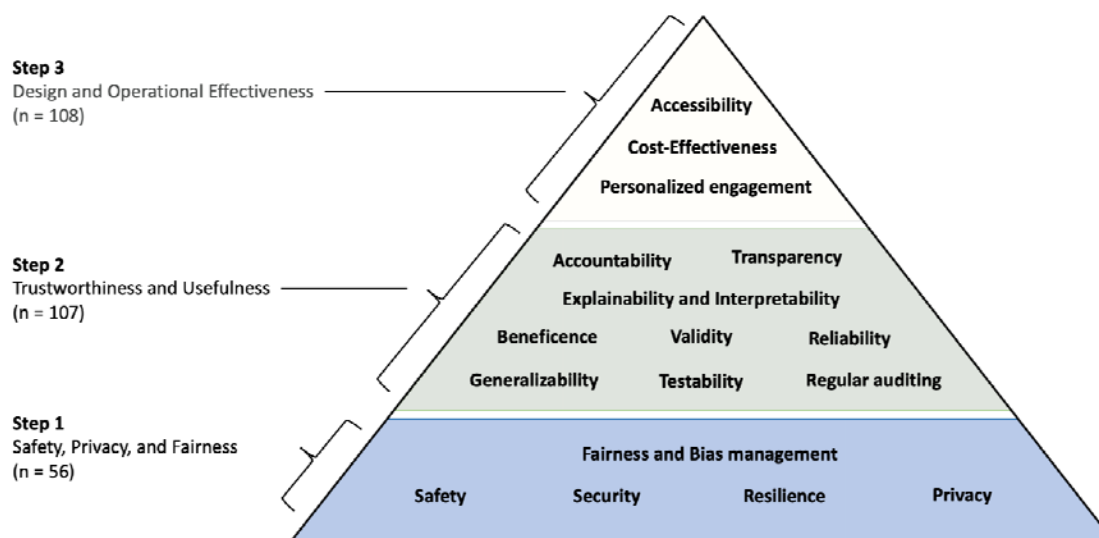 Step 3
Design and Operational Effectiveness
(n = 108)
Accessibility
Cost-Effectiveness
Personalized engagement
Step 2
Trustworthiness and Usefulness
(n = 107)
Accountability Transparency
Explainability and Interpretability
Beneficence Validity Reliability
Generalizability Testability Regular auditing
Step 1
Safety, Privacy, and Fairness
(n = 56)
Fairness and Bias management
Safety Security Resilience Privacy